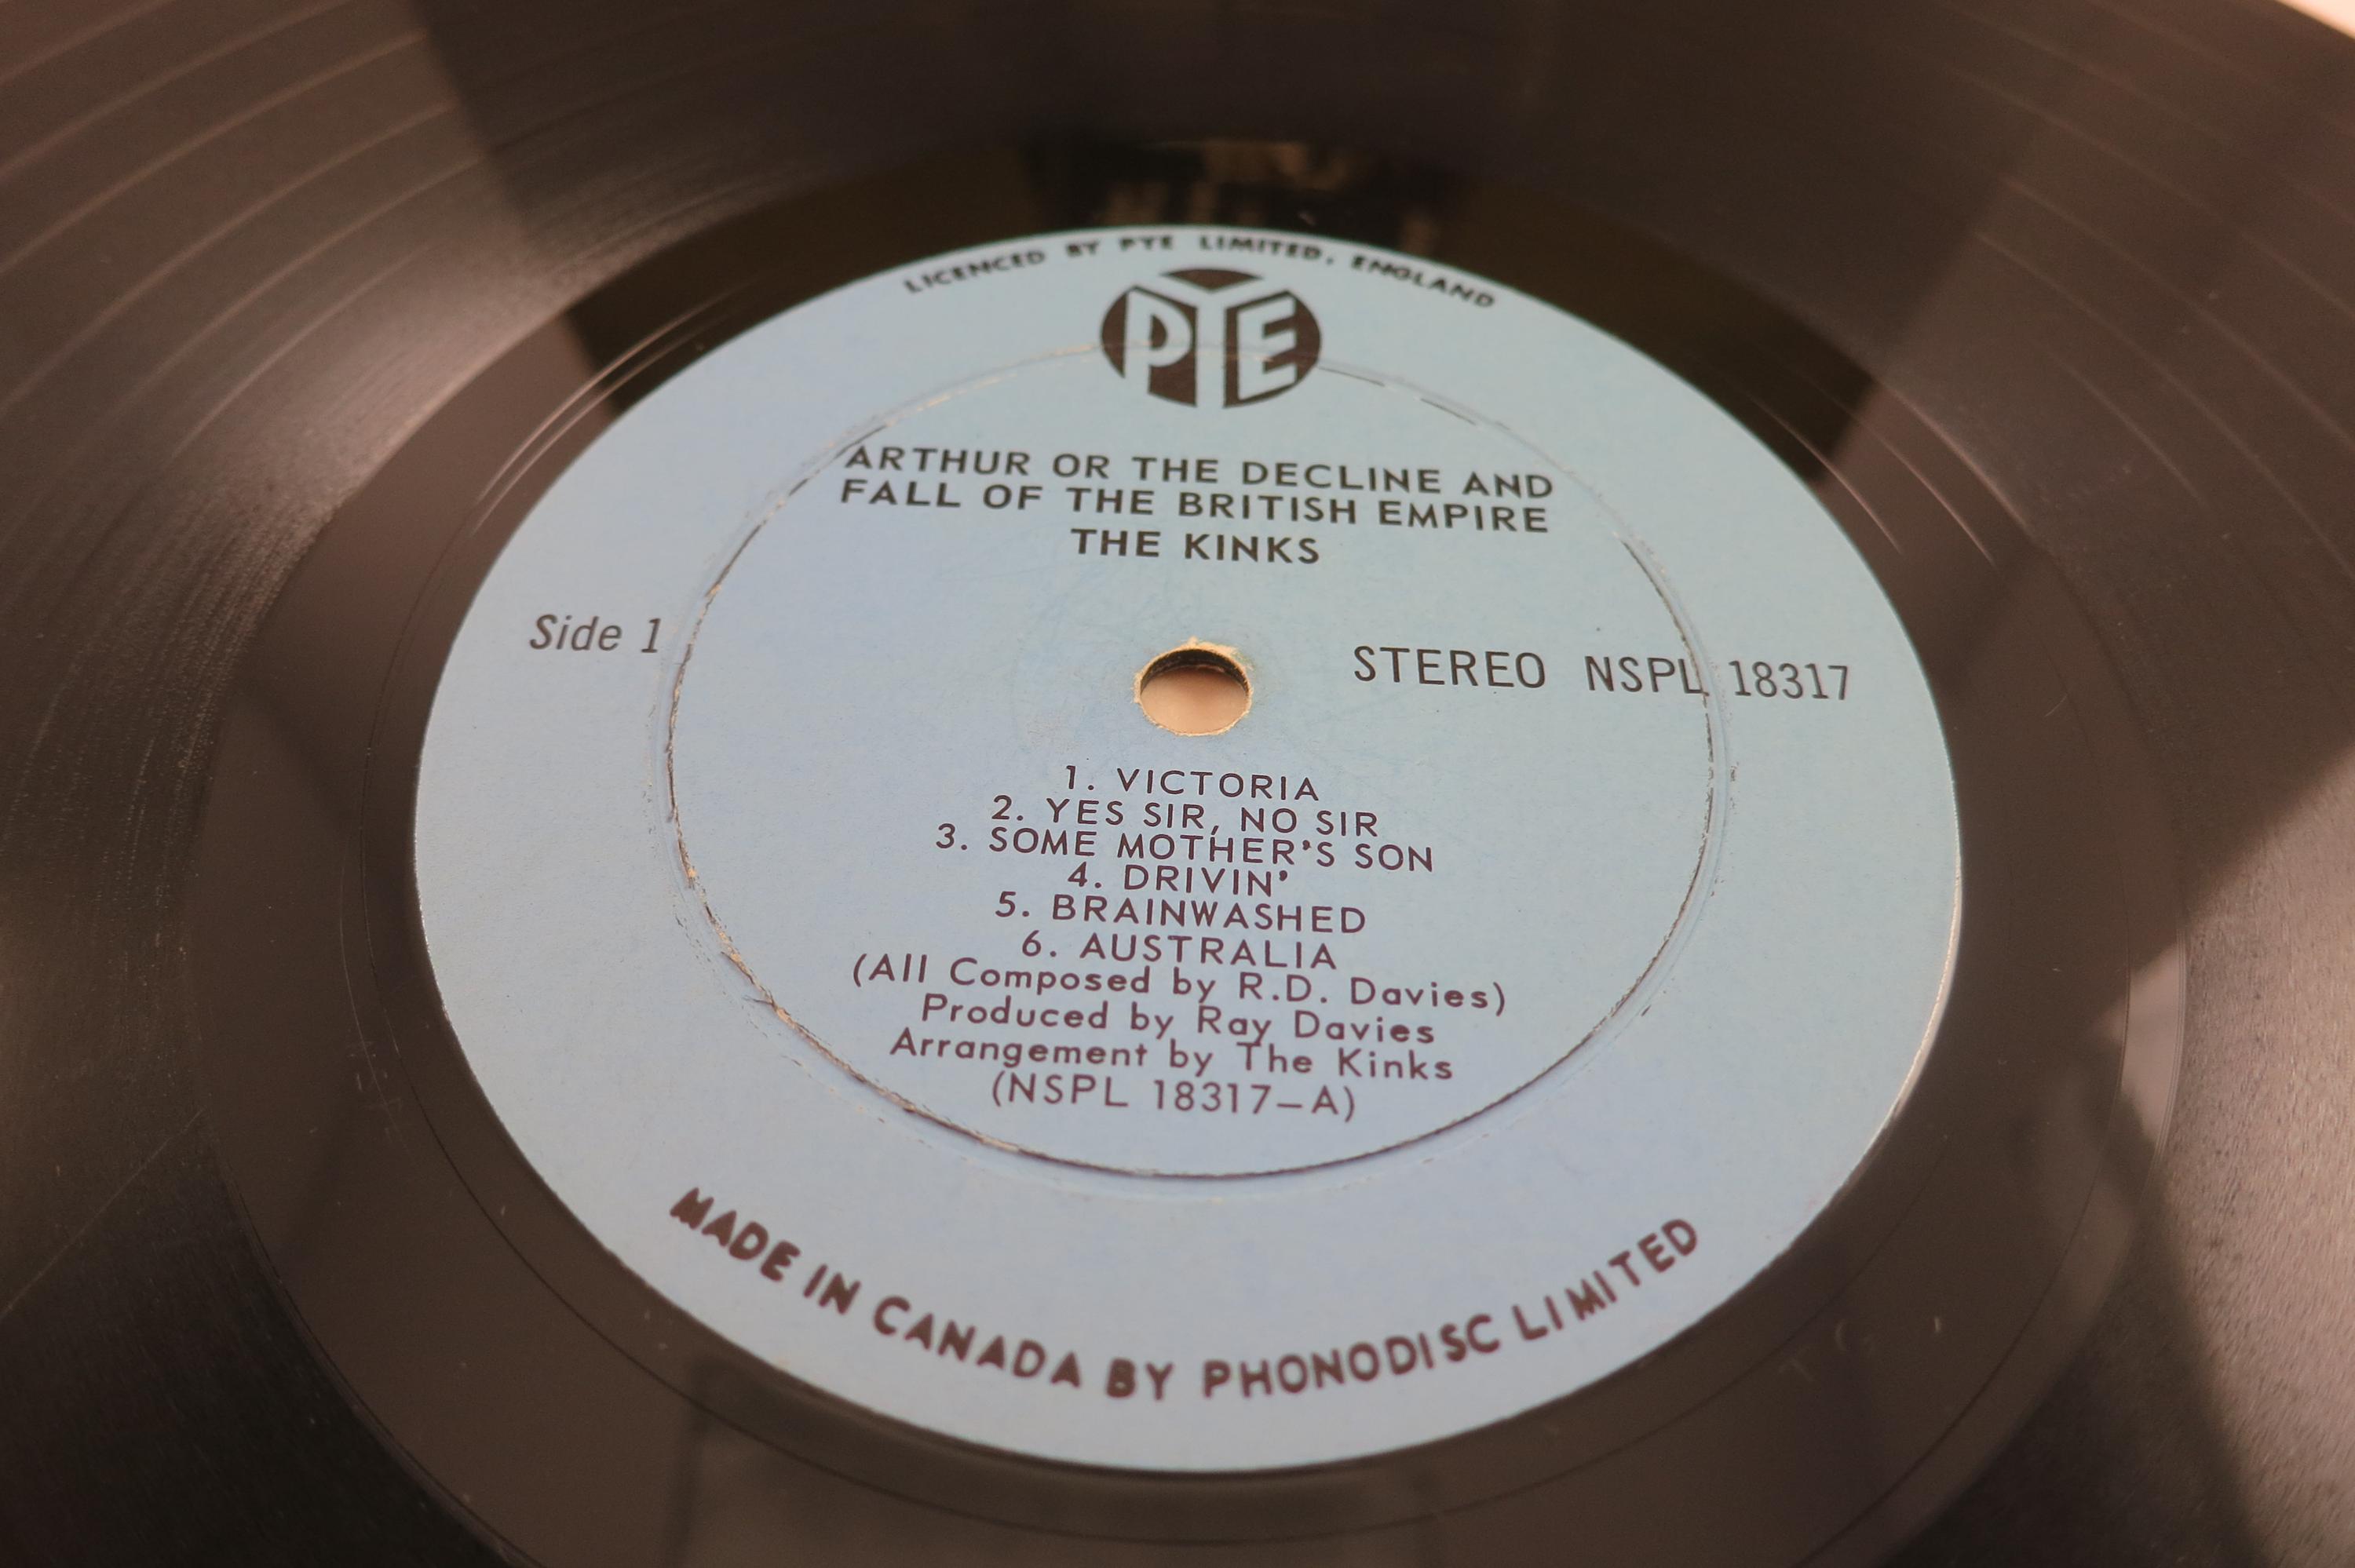 LICENCED BY PYE LIMITED, ENGLAND
PYE
ARTHUR OR THE DECLINE AND
FALL OF THE BRITISH EMPIRE
THE KINKS
Side 1
STEREO NSPL 18317
1. VICTORIA
2. YES SIR, NO SIR
3. SOME MOTHER'S SON
4. DRIVIN'
5. BRAINWASHED
6. AUSTRALIA
(All Composed by R.D. Davies)
Produced by Ray Davies
Arrangement by The Kinks
(NSPL 18317–A)
MADE IN CANADA BY PHONODISC LIMITED